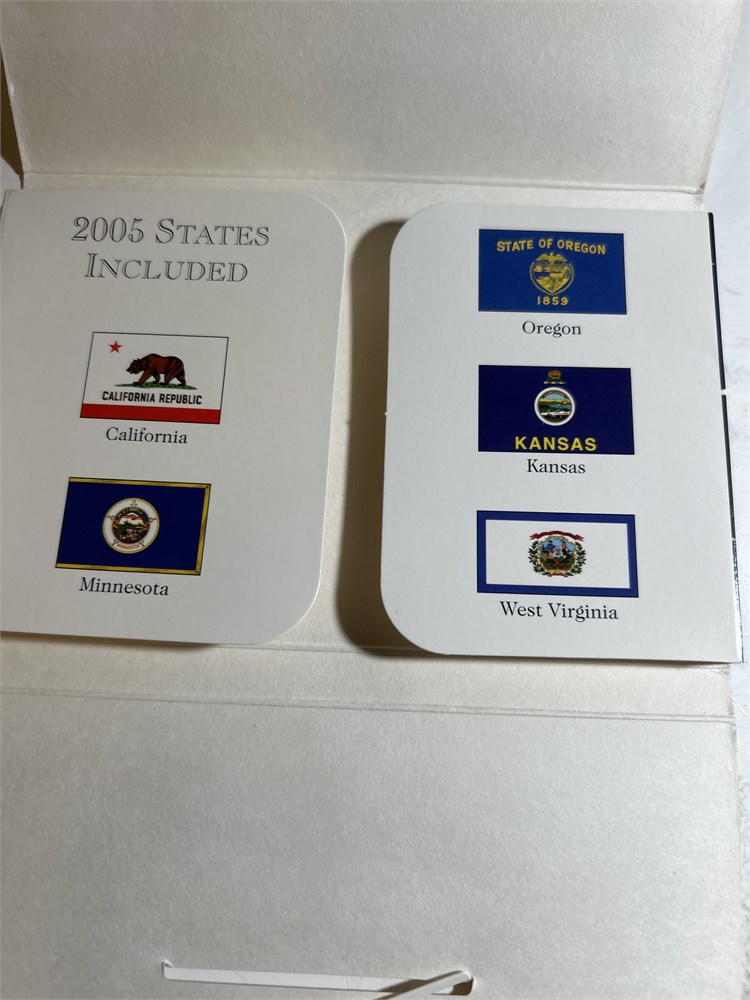 2005 States
Included
CALIFORNIA REPUBLIC
California
Minnesota
STATE OF OREGON
1859
Oregon
KANSAS
Kansas
West Virginia